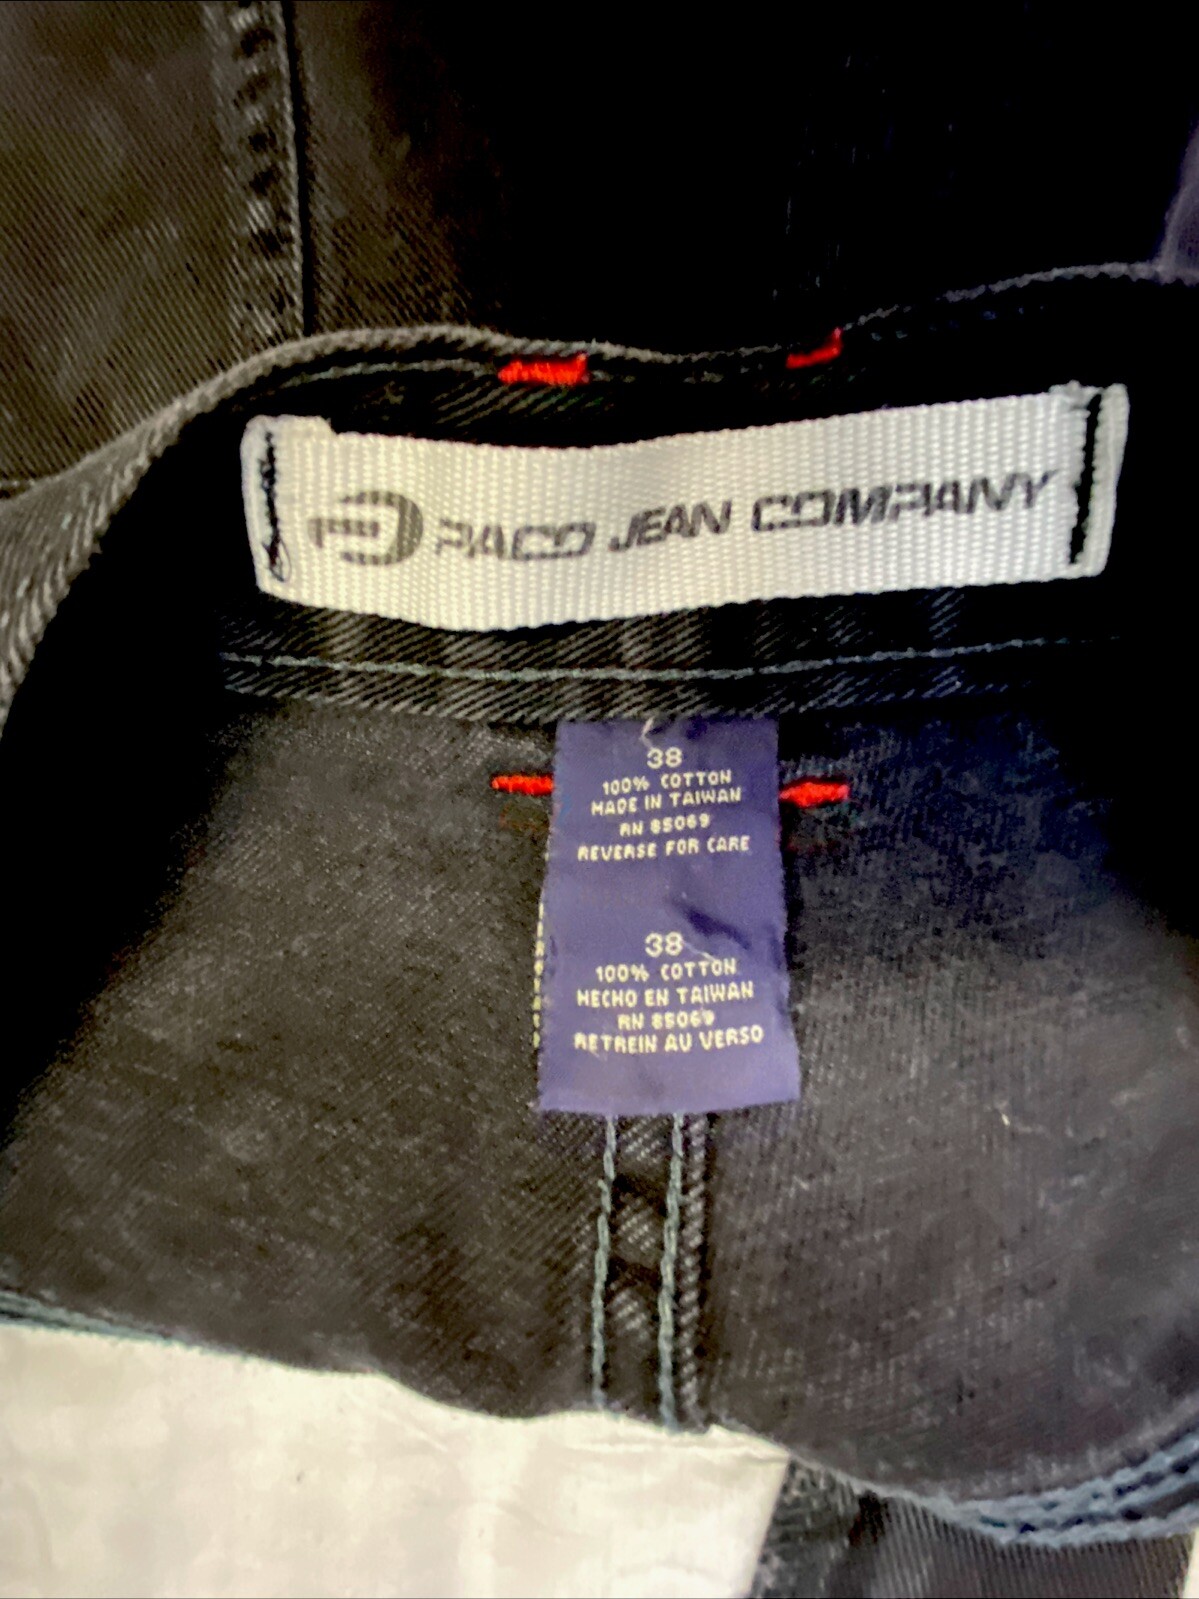 PACO JEAN COMPANY
38
100% COTTON
MADE IN TAIWAN
RN 85069
REVERSE FOR CARE
38
100% COTTON
HECHO EN TAIWAN
RN 85069
RETREIN AU VERSO